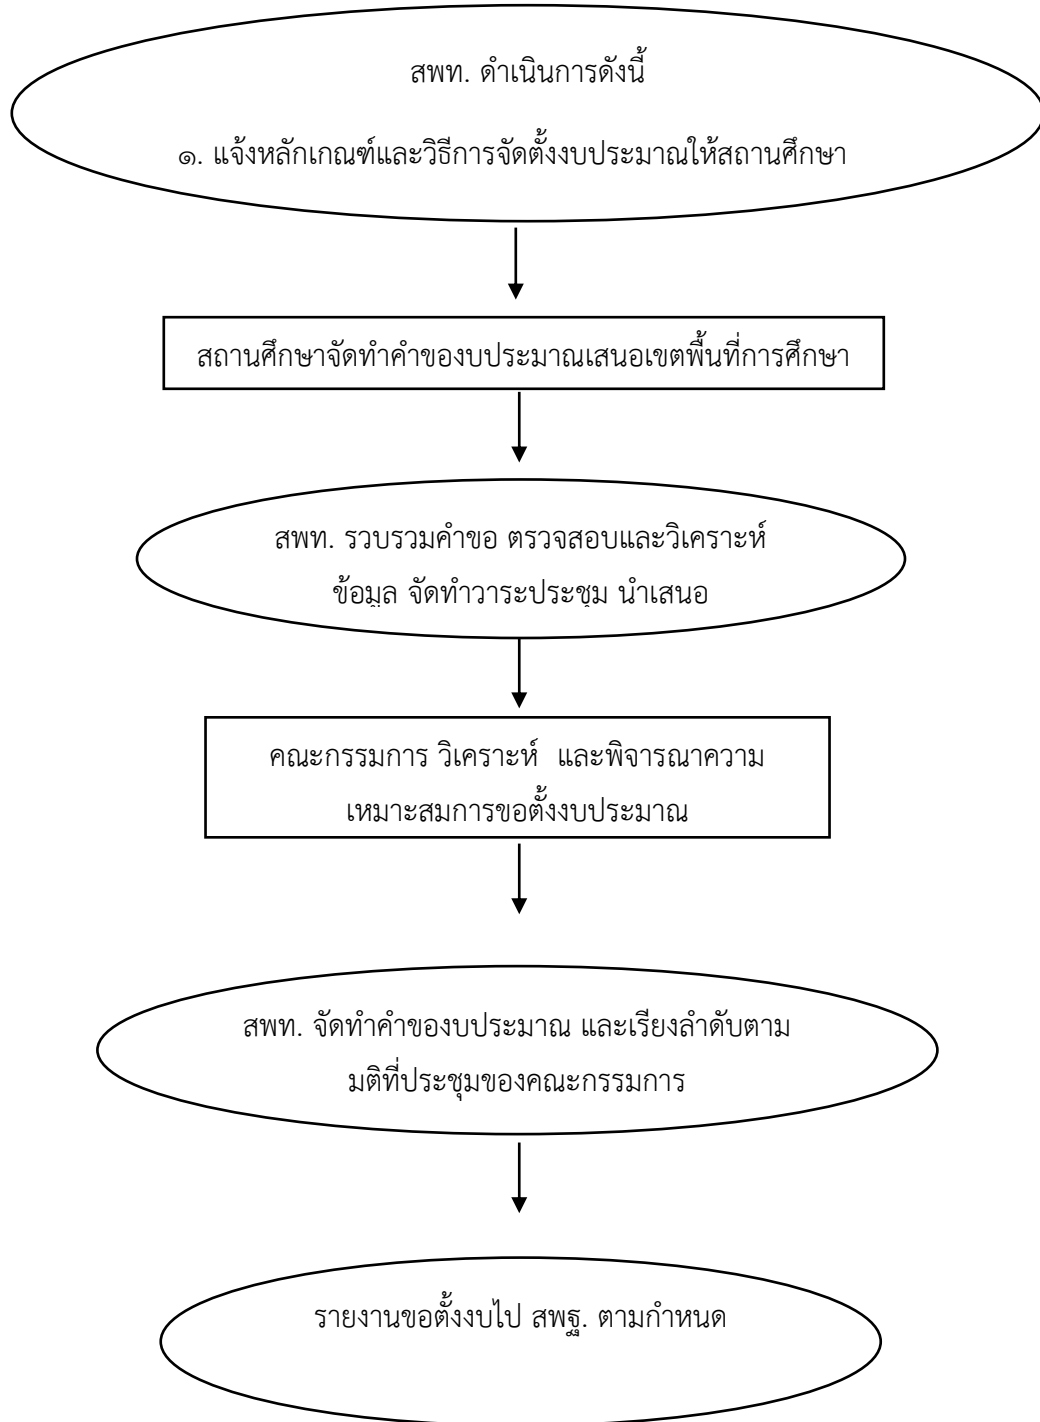 สพท. ดำเนินการดังนี้
๑. แจ้งหลักเกณฑ์และวิธีการจัดตั้งงบประมาณให้สถานศึกษา
สถานศึกษาจัดทำคำของบประมาณเสนอเขตพื้นที่การศึกษา
สพท. รวบรวมคำขอ ตรวจสอบและวิเคราะห์
ข้อมูล จัดทำวาระประชุม นำเสนอ
คณะกรรมการ วิเคราะห์  และพิจารณาความ
เหมาะสมการขอตั้งงบประมาณ
สพท. จัดทำคำของบประมาณ และเรียงลำดับตาม
มติที่ประชุมของคณะกรรมการ
รายงานขอตั้งงบไป สพฐ. ตามกำหนด